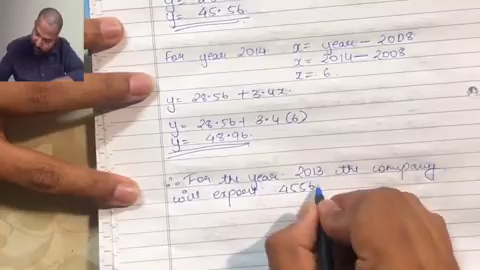 y = 45.56.
For year 2014 x = year - 2008
x = 2014 - 2008
x = 6.
y = 28.56 + 3.4x.
y = 28.56 + 3.4 (6)
y = 48.96.
∴ For the year 2013 the company
will export 4556